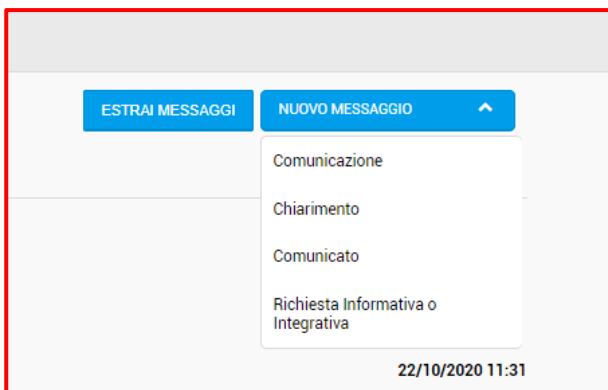 ESTRAI MESSAGGI NUOVO MESSAGGIO
Comunicazione
Chiarimento
Comunicato
Richiesta Informativa o
Integrativa
22/10/2020 11:31